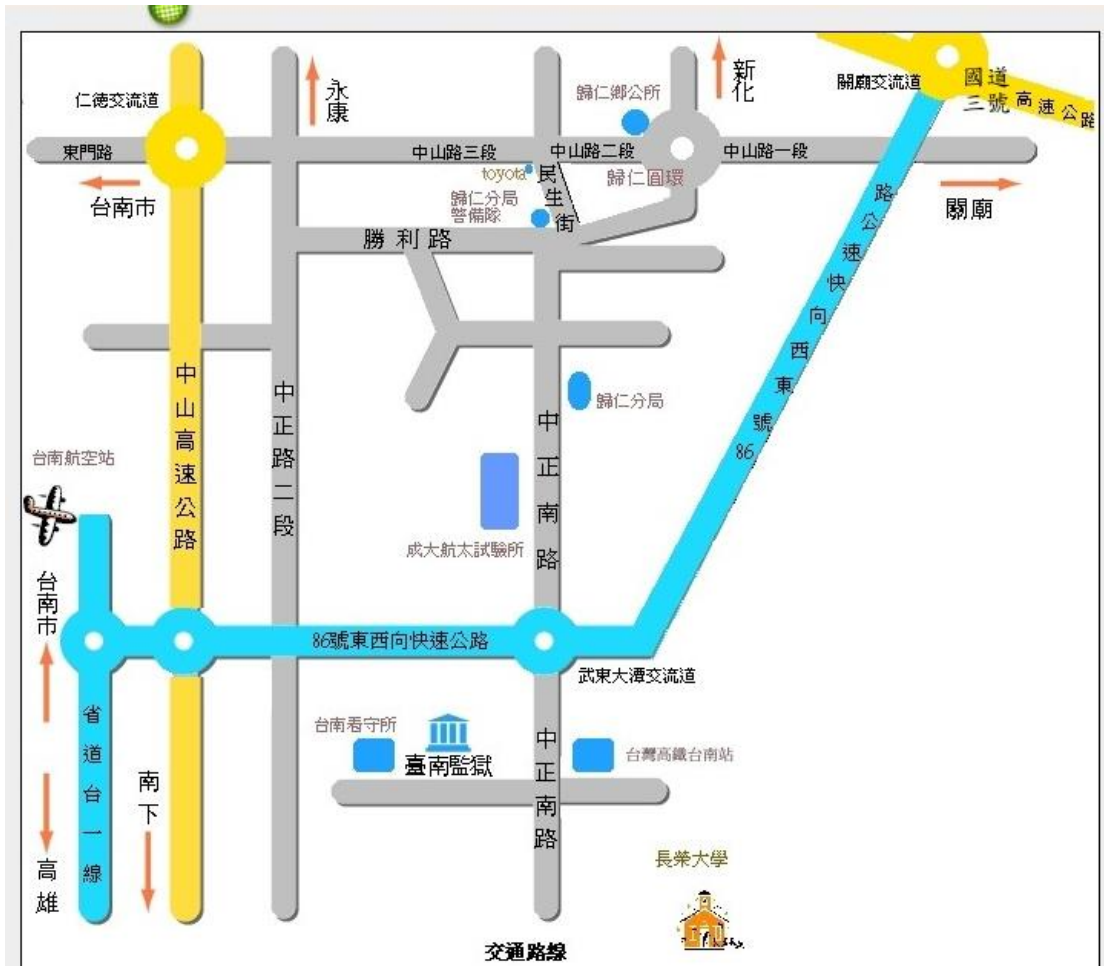 仁德交流道
永康
新化
歸仁鄉公所
關廟交流道
國道
三號
高速公路
東門路
中山路三段
中山路二段
中山路一段
toyota
民生街
歸仁圓環
台南市
歸仁分局
警備隊
關廟
勝利路
86號東西向快速公路
中山高速公路
中正路二段
歸仁分局
中正南路
台南航空站
成大航太試驗所
台南市
86號東西向快速公路
武東大潭交流道
省道台一線
南下
台南看守所
臺南監獄
中正南路
台灣高鐵台南站
高雄
長榮大學
交通路線